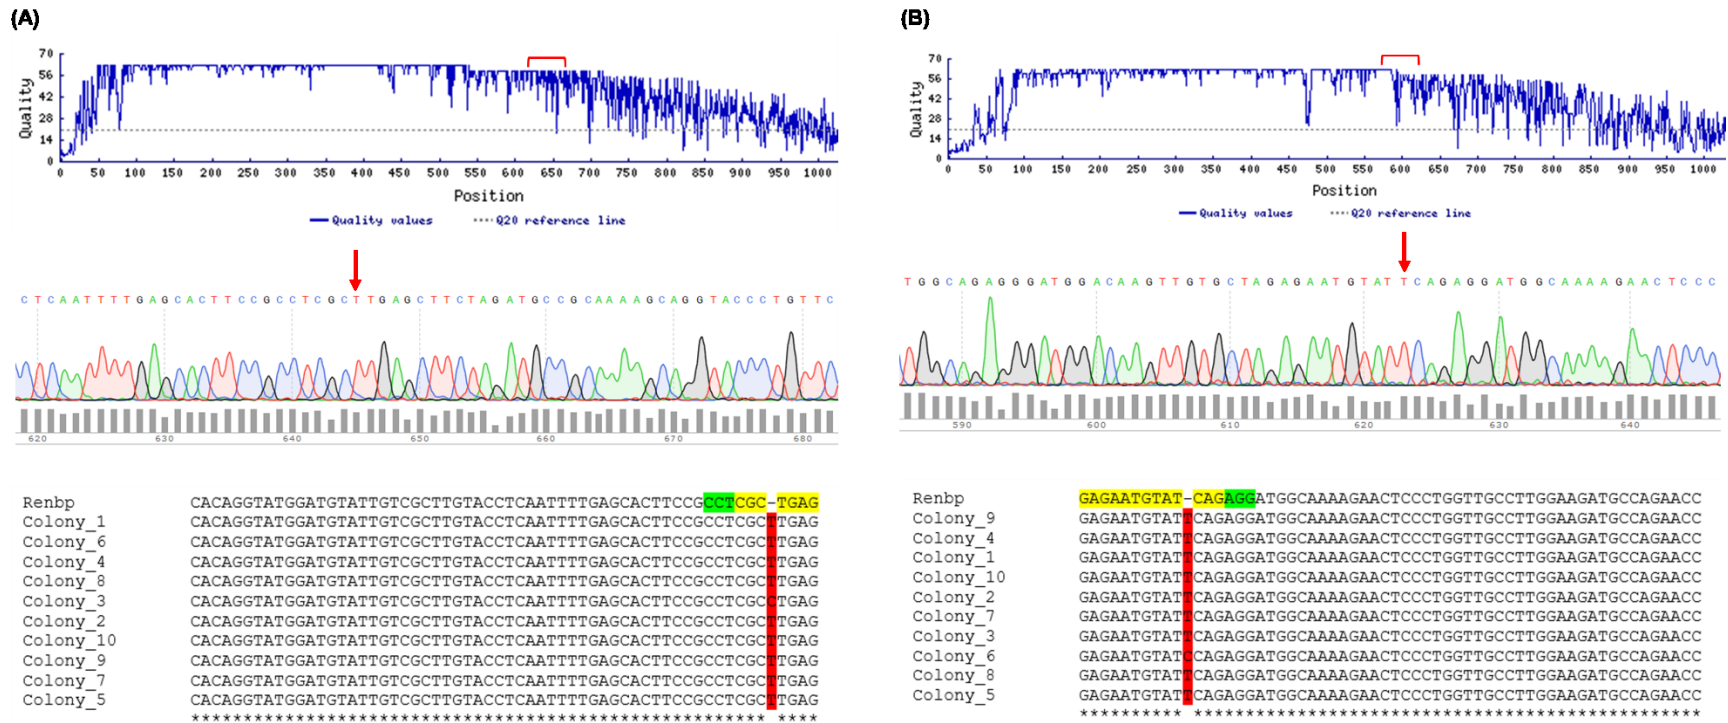 (A)
70
56
42
28
14
0
Quality
0 50 100 150 200 250 300 350 400 450 500 550 600 650 700 750 800 850 900 950 1000
Position
Quality values Q20 reference line
C T C A A T T T T G A G C A C T T C C G C C T C G C T T G A G C T T C T A G A T G C C G C A A A A G C A G G T A C C C T G T T C
620 630 640 650 660 670 680
Renbp CACAGGTATGGATGTATTGTCGCTTGTACCTCAATTTTGAGCACTTCCGCCTCGC-TGAG
Colony_1 CACAGGTATGGATGTATTGTCGCTTGTACCTCAATTTTGAGCACTTCCGCCTCGCTTGAG
Colony_6 CACAGGTATGGATGTATTGTCGCTTGTACCTCAATTTTGAGCACTTCCGCCTCGCTTGAG
Colony_4 CACAGGTATGGATGTATTGTCGCTTGTACCTCAATTTTGAGCACTTCCGCCTCGCTTGAG
Colony_8 CACAGGTATGGATGTATTGTCGCTTGTACCTCAATTTTGAGCACTTCCGCCTCGCTTGAG
Colony_3 CACAGGTATGGATGTATTGTCGCTTGTACCTCAATTTTGAGCACTTCCGCCTCGCCTGAG
Colony_2 CACAGGTATGGATGTATTGTCGCTTGTACCTCAATTTTGAGCACTTCCGCCTCGCTTGAG
Colony_10 CACAGGTATGGATGTATTGTCGCTTGTACCTCAATTTTGAGCACTTCCGCCTCGCTTGAG
Colony_9 CACAGGTATGGATGTATTGTCGCTTGTACCTCAATTTTGAGCACTTCCGCCTCGCTTGAG
Colony_7 CACAGGTATGGATGTATTGTCGCTTGTACCTCAATTTTGAGCACTTCCGCCTCGCTTGAG
Colony_5 CACAGGTATGGATGTATTGTCGCTTGTACCTCAATTTTGAGCACTTCCGCCTCGCTTGAG
******************************************************* ****
(B)
70
56
42
28
14
0
Quality
0 50 100 150 200 250 300 350 400 450 500 550 600 650 700 750 800 850 900 950 1000
Position
Quality values Q20 reference line
T G G C A G A G G G A T G G A C A A G T T G T G C T A G A G A A T G T A T T C A G A G G A T G G C A A A A G A A C T C C C
590 600 610 620 630 640
Renbp GAGAATGTAT-CAGAGGATGGCAAAAGAACTCCCTGGTTGCCTTGGAAGATGCCAGAACC
Colony_9 GAGAATGTATTCAGAGGATGGCAAAAGAACTCCCTGGTTGCCTTGGAAGATGCCAGAACC
Colony_4 GAGAATGTATTCAGAGGATGGCAAAAGAACTCCCTGGTTGCCTTGGAAGATGCCAGAACC
Colony_1 GAGAATGTATTCAGAGGATGGCAAAAGAACTCCCTGGTTGCCTTGGAAGATGCCAGAACC
Colony_10 GAGAATGTATTCAGAGGATGGCAAAAGAACTCCCTGGTTGCCTTGGAAGATGCCAGAACC
Colony_2 GAGAATGTATTCAGAGGATGGCAAAAGAACTCCCTGGTTGCCTTGGAAGATGCCAGAACC
Colony_7 GAGAATGTATTCAGAGGATGGCAAAAGAACTCCCTGGTTGCCTTGGAAGATGCCAGAACC
Colony_3 GAGAATGTATTCAGAGGATGGCAAAAGAACTCCCTGGTTGCCTTGGAAGATGCCAGAACC
Colony_6 GAGAATGTATCCAGAGGATGGCAAAAGAACTCCCTGGTTGCCTTGGAAGATGCCAGAACC
Colony_8 GAGAATGTATTCAGAGGATGGCAAAAGAACTCCCTGGTTGCCTTGGAAGATGCCAGAACC
Colony_5 GAGAATGTATTCAGAGGATGGCAAAAGAACTCCCTGGTTGCCTTGGAAGATGCCAGAACC
********** *************************************************